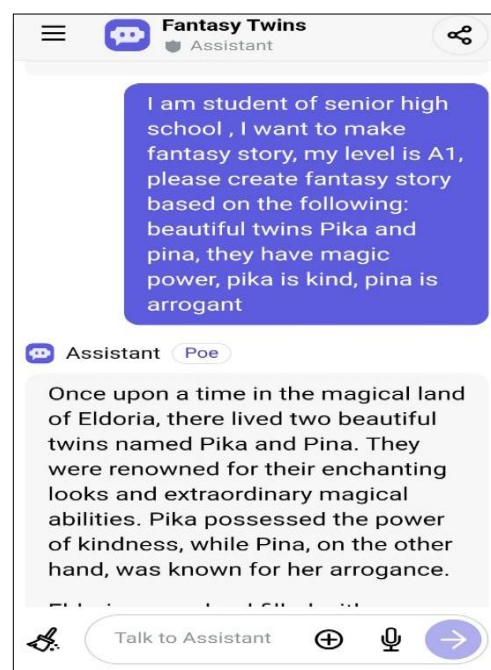 Fantasy Twins
Assistant
I am student of senior high
school , I want to make
fantasy story, my level is A1,
please create fantasy story
based on the following:
beautiful twins Pika and
pina, they have magic
power, pika is kind, pina is
arrogant
Assistant Poe
Once upon a time in the magical land
of Eldoria, there lived two beautiful
twins named Pika and Pina. They
were renowned for their enchanting
looks and extraordinary magical
abilities. Pika possessed the power
of kindness, while Pina, on the other
hand, was known for her arrogance.
Talk to Assistant